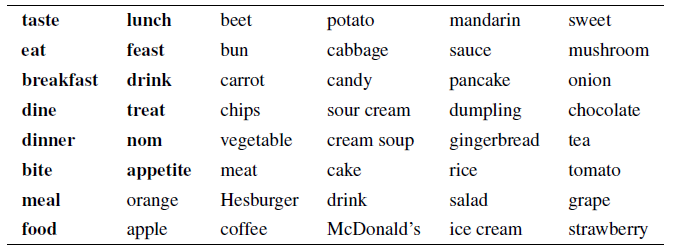 taste lunch beet potato mandarin sweet
eat feast bun cabbage sauce mushroom
breakfast drink carrot candy pancake onion
dine treat chips sour cream dumpling chocolate
dinner nom vegetable cream soup gingerbread tea
bite appetite meat cake rice tomato
meal orange Hesburger drink salad grape
food apple coffee McDonald's ice cream strawberry